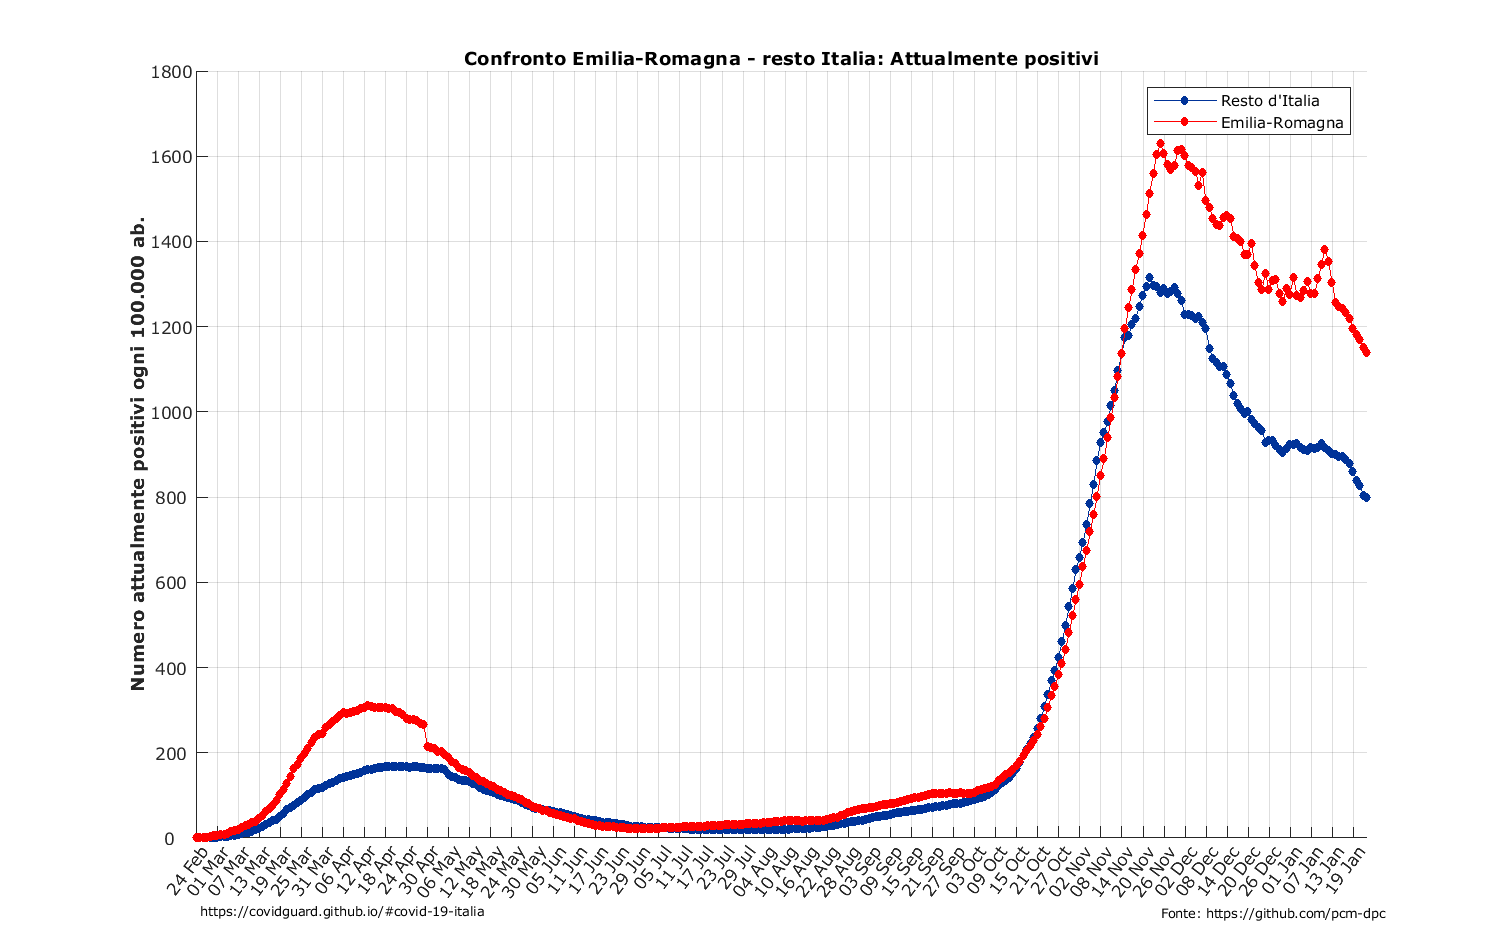 Confronto Emilia-Romagna - resto Italia: Attualmente positivi
Resto d'Italia
Emilia-Romagna
Numero attualmente positivi ogni 100.000 ab.
1800
1600
1400
1200
1000
800
600
400
200
0
24 Feb
01 Mar
07 Mar
13 Mar
19 Mar
25 Mar
31 Mar
06 Apr
12 Apr
18 Apr
24 Apr
30 Apr
06 May
12 May
18 May
24 May
30 May
05 Jun
11 Jun
17 Jun
23 Jun
29 Jun
05 Jul
11 Jul
17 Jul
23 Jul
29 Jul
04 Aug
10 Aug
16 Aug
22 Aug
28 Aug
03 Sep
09 Sep
15 Sep
21 Sep
27 Sep
03 Oct
09 Oct
15 Oct
21 Oct
27 Oct
02 Nov
08 Nov
14 Nov
20 Nov
26 Nov
02 Dec
08 Dec
14 Dec
20 Dec
26 Dec
01 Jan
07 Jan
13 Jan
19 Jan
https://covidguard.github.io/#covid-19-italia
Fonte: https://github.com/pcm-dpc